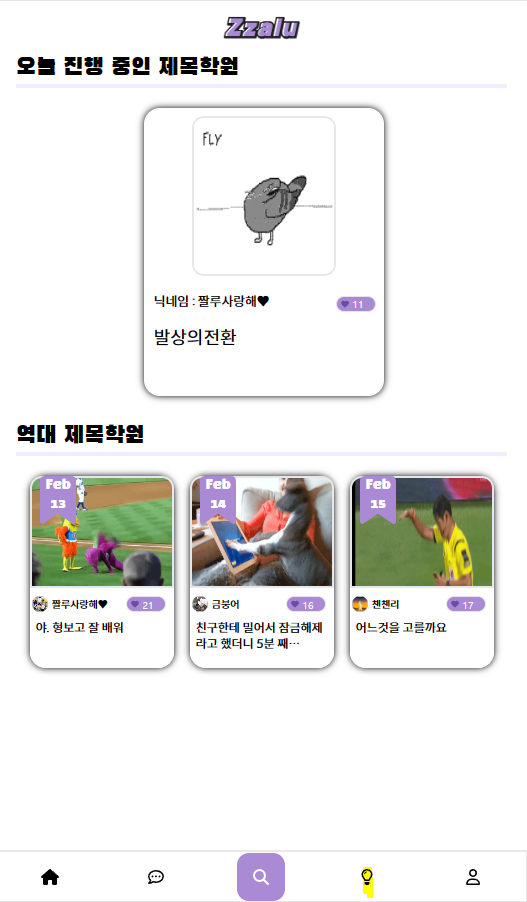 Zzalu
오늘 진행 중인 제목학원
FLY
닉네임 : 짤루사랑해♥
11
발상의전환
역대 제목학원
Feb
13
Feb
14
Feb
15
짤루사랑해♥
21
금붕어
16
첸첸리
17
야. 형보고 잘 배워
친구한테 밀어서 잠금해제
라고 했더니 5분 째…
어느것을 고를까요